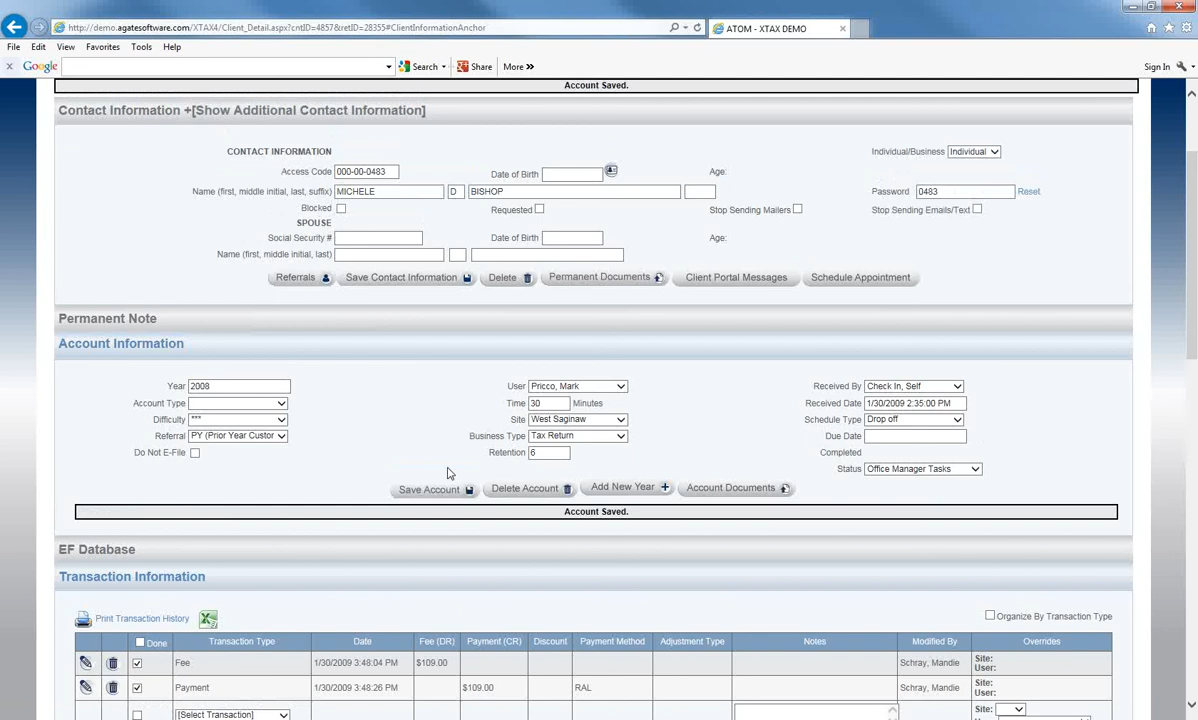 http://demo.agatesoftware.com/XTAX4/Client_Detail.aspx?cntID=4857&retID=28355#ClientInformationAnchor
ATOM - XTAX DEMO
File Edit View Favorites Tools Help
Google Search Share More » Sign In
Account Saved.
Contact Information +[Show Additional Contact Information]
CONTACT INFORMATION Individual/Business Individual
Access Code 000-00-0483 Date of Birth Age:
Name (first, middle initial, last, suffix) MICHELE D BISHOP Password 0483 Reset
Blocked Requested Stop Sending Mailers Stop Sending Emails/Text
SPOUSE
Social Security # Date of Birth Age:
Name (first, middle initial, last)
Referrals Save Contact Information Delete Permanent Documents Client Portal Messages Schedule Appointment
Permanent Note
Account Information
Year 2008 User Pricco, Mark Received By Check In, Self
Account Type Time 30 Minutes Received Date 1/30/2009 2:35:00 PM
Difficulty *** Site West Saginaw Schedule Type Drop off
Referral PY (Prior Year Custor Business Type Tax Return Due Date
Do Not E-File Retention 6 Completed
Status Office Manager Tasks
Save Account Delete Account Add New Year Account Documents
Account Saved.
EF Database
Transaction Information
Print Transaction History Organize By Transaction Type
Done Transaction Type Date Fee (DR) Payment (CR) Discount Payment Method Adjustment Type Notes Modified By Overrides
Fee 1/30/2009 3:48:04 PM $109.00 Schray, Mandie Site: User:
Payment 1/30/2009 3:48:26 PM $109.00 RAL Schray, Mandie Site: User:
[Select Transaction] Site: